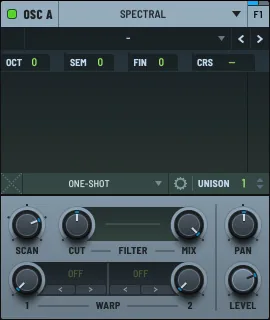 OSC A SPECTRAL F1
-
OCT 0 SEM 0 FIN 0 CRS --
ONE-SHOT UNISON 1
SCAN CUT FILTER MIX PAN
OFF OFF
1 WARP 2 LEVEL